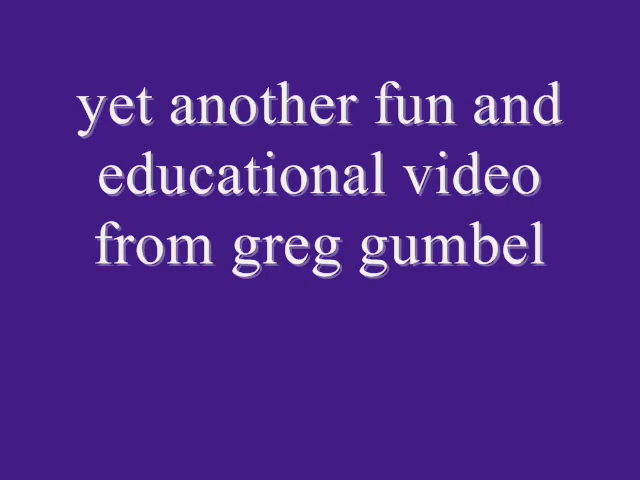 yet another fun and
educational video
from greg gumbel